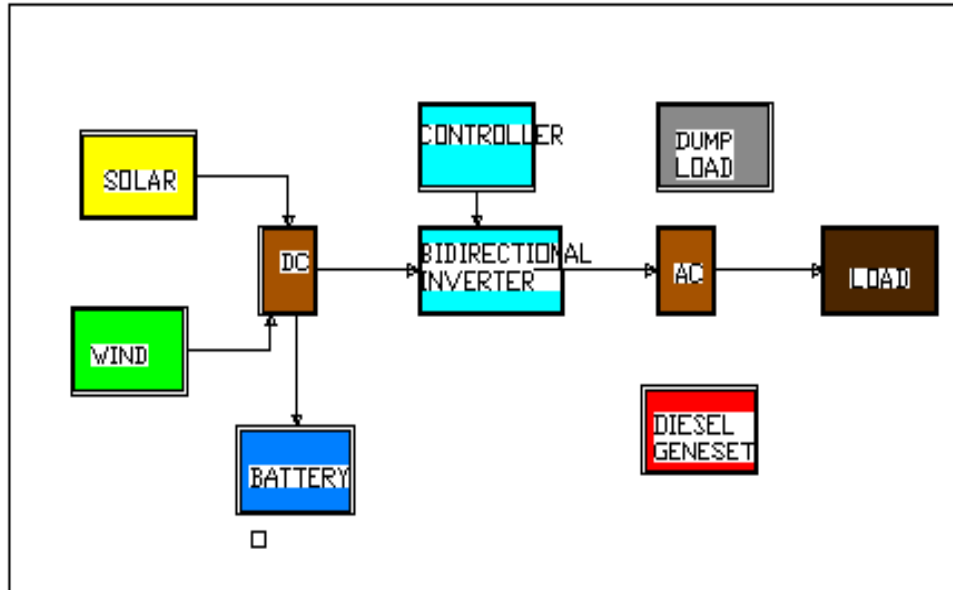 CONTROLLER
DUMP
LOAD
SOLAR
DC
BIDIRECTIONAL
INVERTER
AC
LOAD
WIND
DIESEL
GENESET
BATTERY